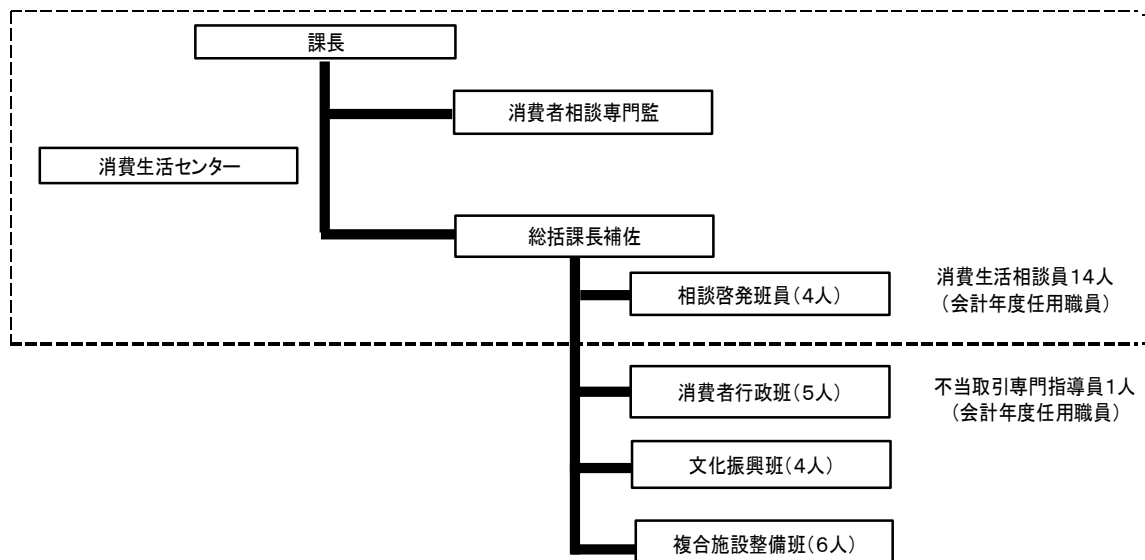 課長
消費者相談専門監
消費生活センター
総括課長補佐
相談啓発班員(4人)
消費生活相談員14人
(会計年度任用職員)
消費者行政班(5人)
不当取引専門指導員1人
(会計年度任用職員)
文化振興班(4人)
複合施設整備班(6人)